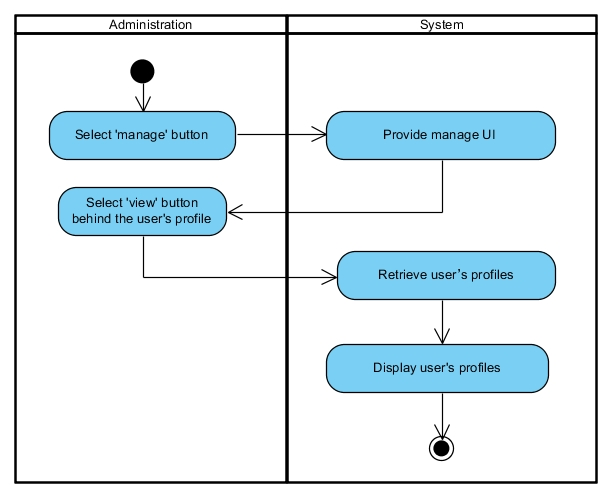 Administration
System
Select 'manage' button
Provide manage UI
Select 'view' button
behind the user's profile
Retrieve user’s profiles
Display user's profiles